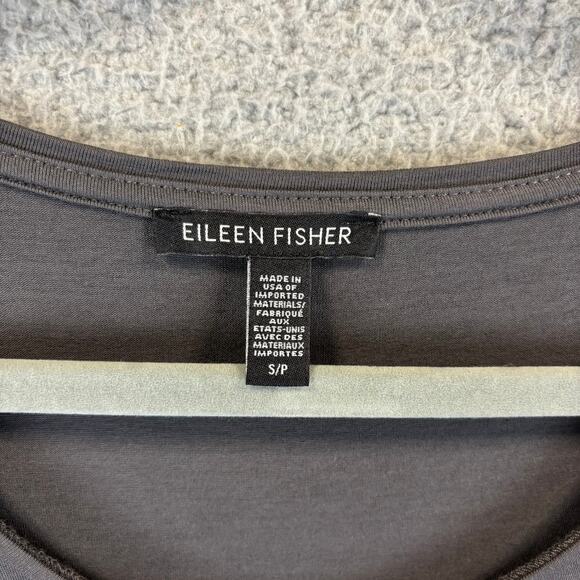 EILEEN FISHER
MADE IN
USA OF
IMPORTED
MATERIALS/
FABRIQUÉ
AUX
ETATS-UNIS
AVEC DES
MATERIAUX
IMPORTES
S/P